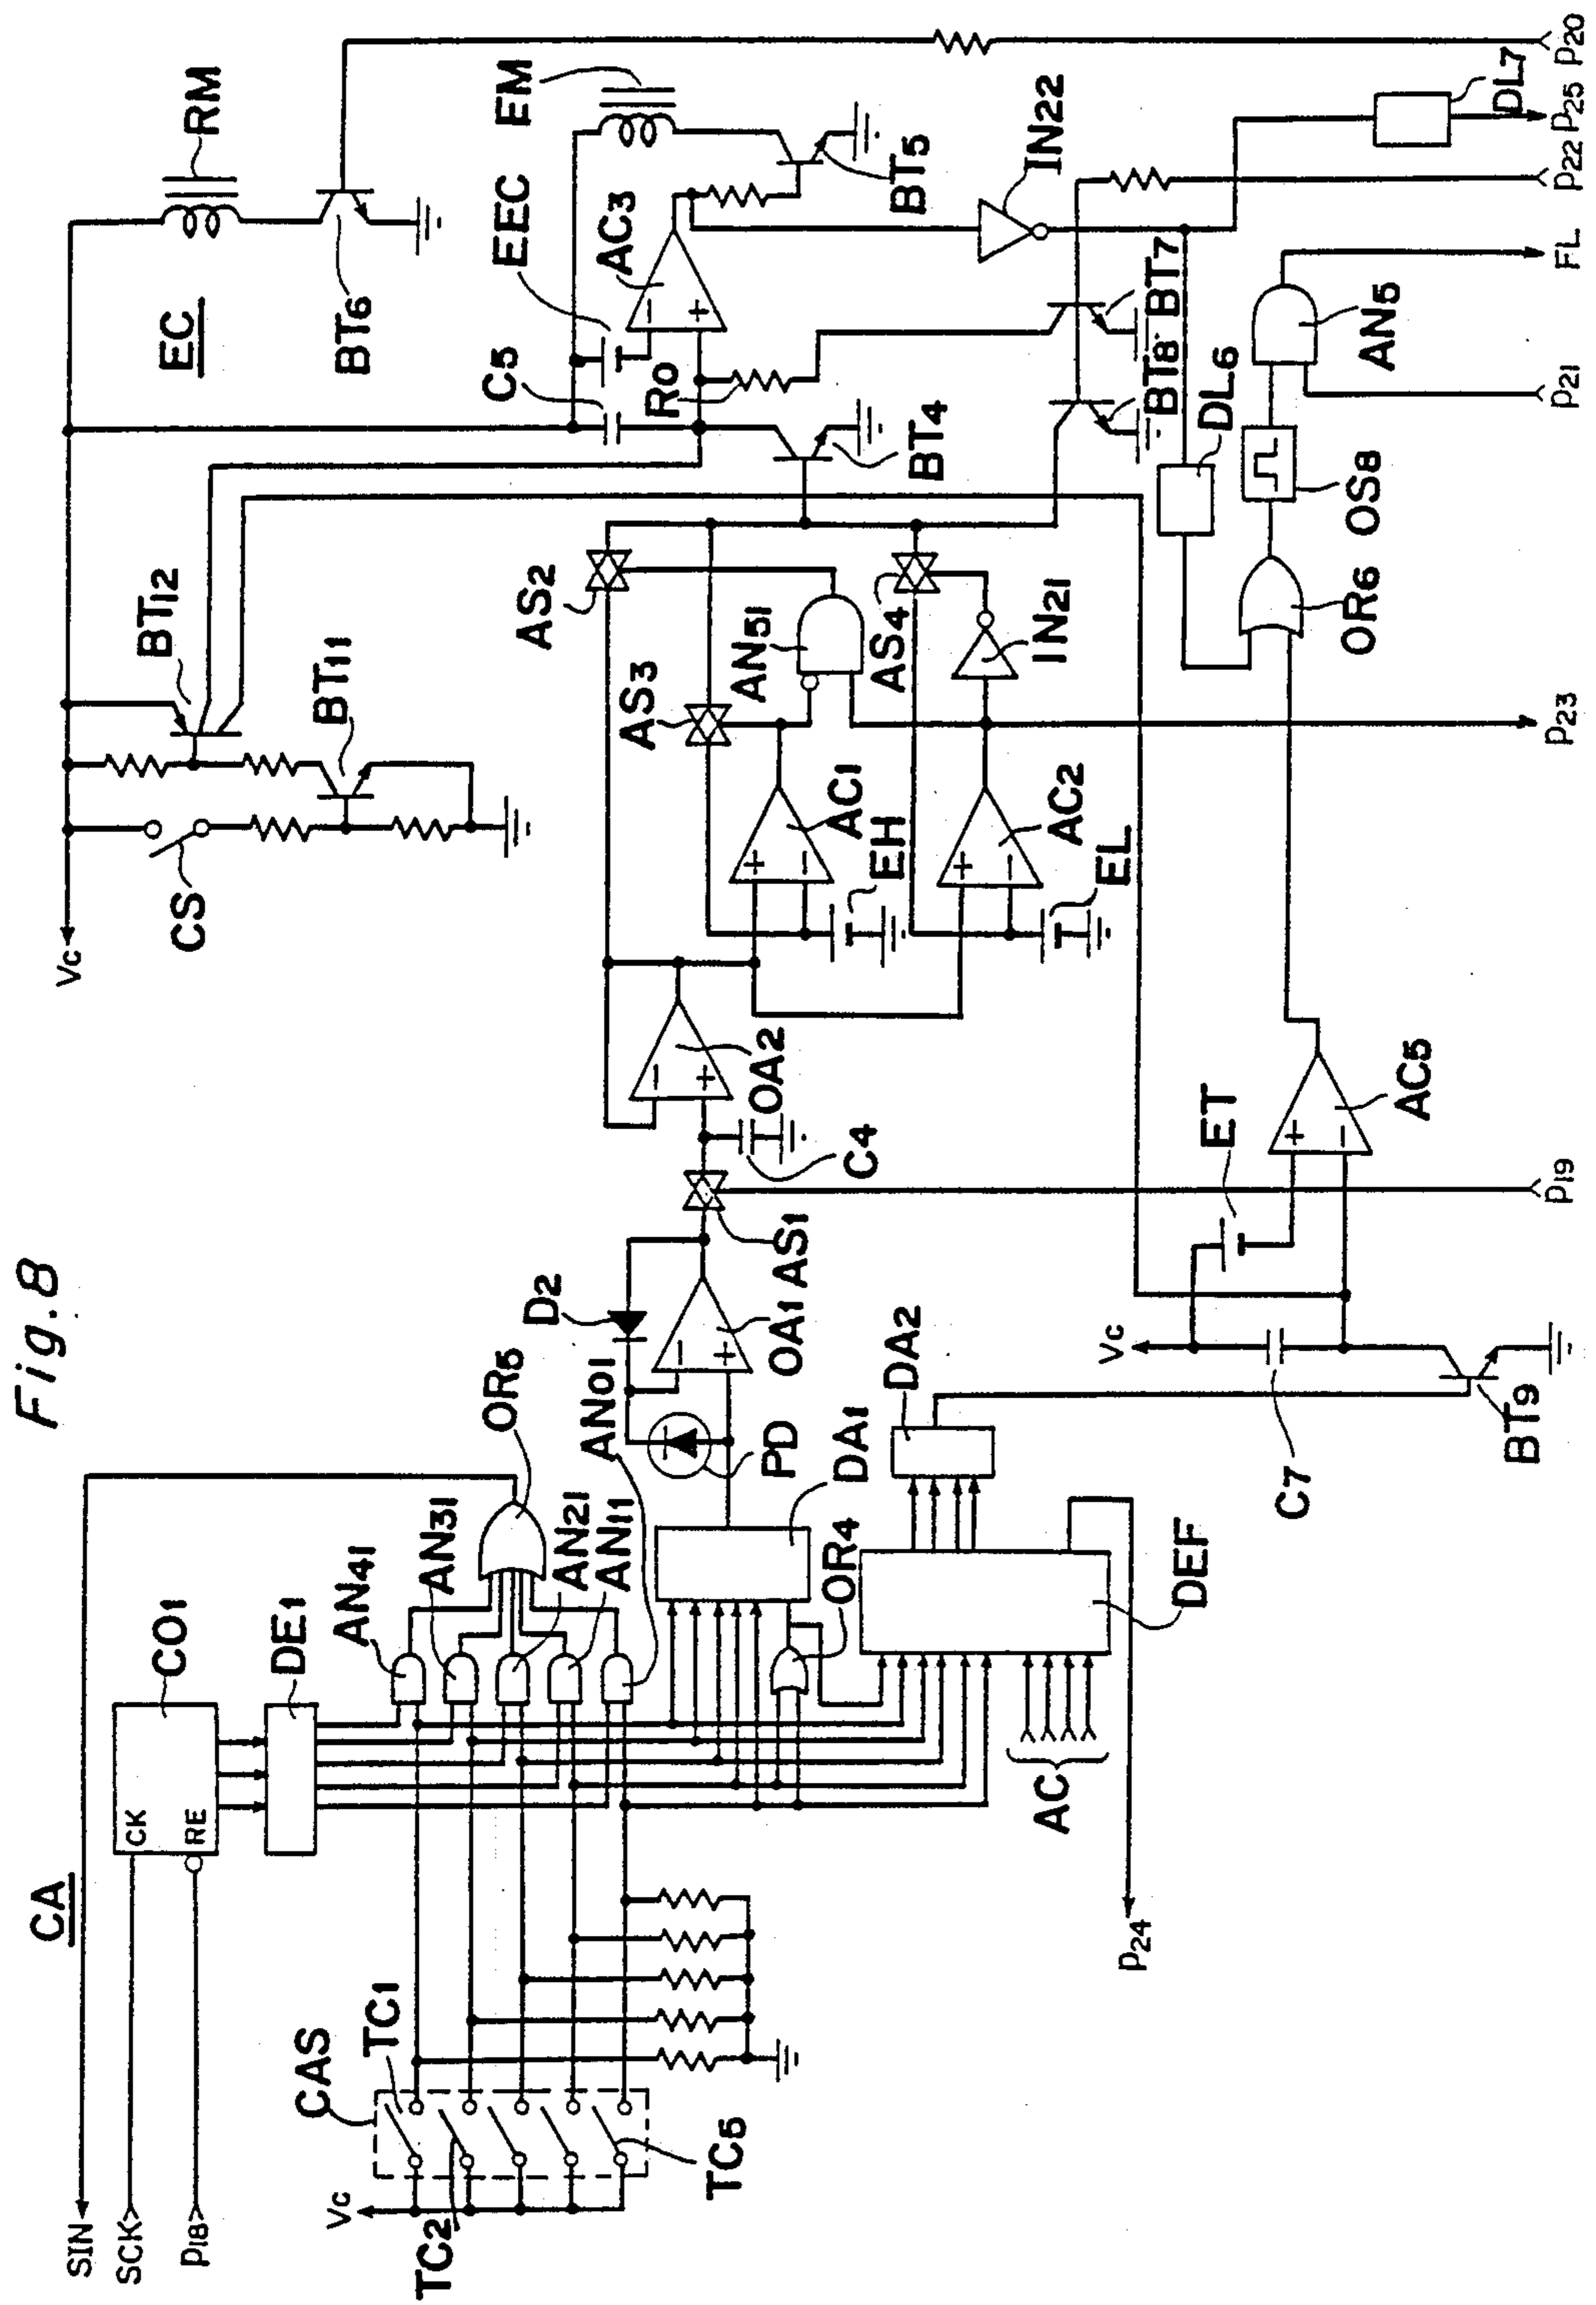 Fig. 8
CA
SIN
SCK
P18
CO1
CK
RE
DE1
CAS
TC1
TC2
TC5
Vc
AN41
AN31
AN21
AN11
AN01
OR5
D2
PD
OA1
AS1
DA1
OR4
DEF
AC
P24
DA2
C7
BT9
Vc
ET
AC5
P19
C4
OA2
AS2
AS3
AN51
AS4
IN21
AC1
EH
AC2
EL
P23
Vc
CS
BT11
BT12
EC
BT6
RM
C5
EEC
EM
AC3
R0
BT4
BT5
IN22
BT7
BT8
DL6
OR6
OS8
AN5
DL7
P21
FL
P22
P25
P20